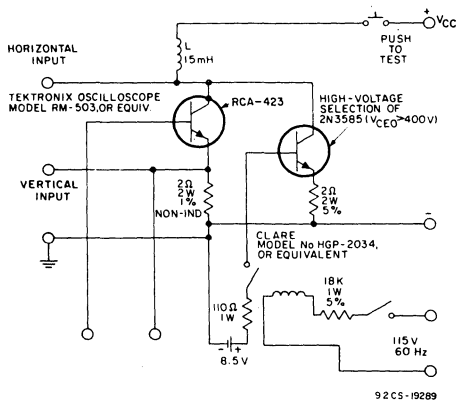 +
VCC
PUSH
TO
TEST
L
15mH
HORIZONTAL
INPUT
TEKTRONIX OSCILLOSCOPE
MODEL RM-503, OR EQUIV.
RCA-423
HIGH-VOLTAGE
SELECTION OF
2N3585 (VCEO>400V)
VERTICAL
INPUT
2Ω
2W
1%
NON-IND
2Ω
2W
5%
-
CLARE
MODEL No HGP-2034,
OR EQUIVALENT
110Ω
1W
18K
1W
5%
- +
8.5V
115V
60 Hz
92CS-19289